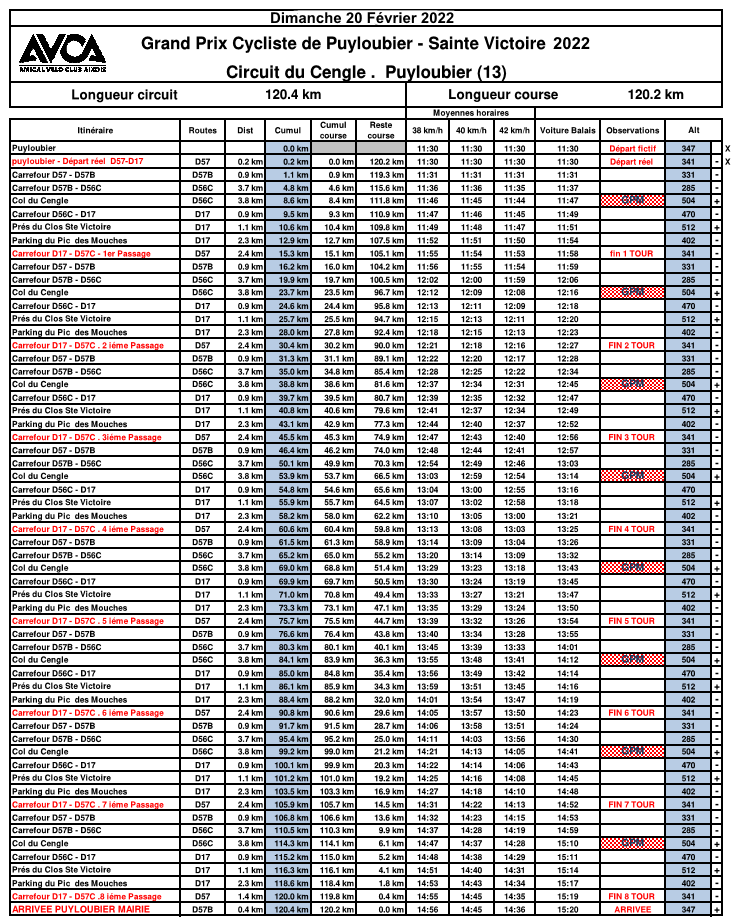 Dimanche 20 Février 2022
AVCA
AMICAL VELO CLUB AIXOIS
Grand Prix Cycliste de Puyloubier - Sainte Victoire 2022
Circuit du Cengle . Puyloubier (13)
Longueur circuit 120.4 km Longueur course 120.2 km
Moyennes horaires
Itinéraire Routes Dist Cumul Cumul course Reste course 38 km/h 40 km/h 42 km/h Voiture Balais Observations Alt
Puyloubier 0.0 km 11:30 11:30 11:30 11:30 Départ fictif 347 X
puyloubier - Départ réel D57-D17 D57 0.2 km 0.2 km 0.0 km 120.2 km 11:30 11:30 11:30 11:30 Départ réel 341 - X
Carrefour D57 - D57B D57B 0.9 km 1.1 km 0.9 km 119.3 km 11:31 11:31 11:31 11:31 331 -
Carrefour D57B - D56C D56C 3.7 km 4.8 km 4.6 km 115.6 km 11:36 11:36 11:35 11:37 285 -
Col du Cengle D56C 3.8 km 8.6 km 8.4 km 111.8 km 11:46 11:45 11:44 11:47 GPM 504 +
Carrefour D56C - D17 D17 0.9 km 9.5 km 9.3 km 110.9 km 11:47 11:46 11:45 11:49 470 -
Prés du Clos Ste Victoire D17 1.1 km 10.6 km 10.4 km 109.8 km 11:49 11:48 11:47 11:51 512 +
Parking du Pic des Mouches D17 2.3 km 12.9 km 12.7 km 107.5 km 11:52 11:51 11:50 11:54 402 -
Carrefour D17 - D57C - 1er Passage D57 2.4 km 15.3 km 15.1 km 105.1 km 11:55 11:54 11:53 11:58 fin 1 TOUR 341 -
Carrefour D57 - D57B D57B 0.9 km 16.2 km 16.0 km 104.2 km 11:56 11:55 11:54 11:59 331 -
Carrefour D57B - D56C D56C 3.7 km 19.9 km 19.7 km 100.5 km 12:02 12:00 11:59 12:06 285 -
Col du Cengle D56C 3.8 km 23.7 km 23.5 km 96.7 km 12:12 12:09 12:08 12:16 GPM 504 +
Carrefour D56C - D17 D17 0.9 km 24.6 km 24.4 km 95.8 km 12:13 12:11 12:09 12:18 470 -
Prés du Clos Ste Victoire D17 1.1 km 25.7 km 25.5 km 94.7 km 12:15 12:13 12:11 12:20 512 +
Parking du Pic des Mouches D17 2.3 km 28.0 km 27.8 km 92.4 km 12:18 12:15 12:13 12:23 402 -
Carrefour D17 - D57C . 2 iéme Passage D57 2.4 km 30.4 km 30.2 km 90.0 km 12:21 12:18 12:16 12:27 FIN 2 TOUR 341 -
Carrefour D57 - D57B D57B 0.9 km 31.3 km 31.1 km 89.1 km 12:22 12:20 12:17 12:28 331 -
Carrefour D57B - D56C D56C 3.7 km 35.0 km 34.8 km 85.4 km 12:28 12:25 12:22 12:34 285 -
Col du Cengle D56C 3.8 km 38.8 km 38.6 km 81.6 km 12:37 12:34 12:31 12:45 GPM 504 +
Carrefour D56C - D17 D17 0.9 km 39.7 km 39.5 km 80.7 km 12:39 12:35 12:32 12:47 470 -
Prés du Clos Ste Victoire D17 1.1 km 40.8 km 40.6 km 79.6 km 12:41 12:37 12:34 12:49 512 +
Parking du Pic des Mouches D17 2.3 km 43.1 km 42.9 km 77.3 km 12:44 12:40 12:37 12:52 402 -
Carrefour D17 - D57C . 3iéme Passage D57 2.4 km 45.5 km 45.3 km 74.9 km 12:47 12:43 12:40 12:56 FIN 3 TOUR 341 -
Carrefour D57 - D57B D57B 0.9 km 46.4 km 46.2 km 74.0 km 12:48 12:44 12:41 12:57 331 -
Carrefour D57B - D56C D56C 3.7 km 50.1 km 49.9 km 70.3 km 12:54 12:49 12:46 13:03 285 -
Col du Cengle D56C 3.8 km 53.9 km 53.7 km 66.5 km 13:03 12:59 12:54 13:14 GPM 504 +
Carrefour D56C - D17 D17 0.9 km 54.8 km 54.6 km 65.6 km 13:04 13:00 12:55 13:16 470 -
Prés du Clos Ste Victoire D17 1.1 km 55.9 km 55.7 km 64.5 km 13:07 13:02 12:58 13:18 512 +
Parking du Pic des Mouches D17 2.3 km 58.2 km 58.0 km 62.2 km 13:10 13:05 13:00 13:21 402 -
Carrefour D17 - D57C . 4 iéme Passage D57 2.4 km 60.6 km 60.4 km 59.8 km 13:13 13:08 13:03 13:25 FIN 4 TOUR 341 -
Carrefour D57 - D57B D57B 0.9 km 61.5 km 61.3 km 58.9 km 13:14 13:09 13:04 13:26 331 -
Carrefour D57B - D56C D56C 3.7 km 65.2 km 65.0 km 55.2 km 13:20 13:14 13:09 13:32 285 -
Col du Cengle D56C 3.8 km 69.0 km 68.8 km 51.4 km 13:29 13:23 13:18 13:43 GPM 504 +
Carrefour D56C - D17 D17 0.9 km 69.9 km 69.7 km 50.5 km 13:30 13:24 13:19 13:45 470 -
Prés du Clos Ste Victoire D17 1.1 km 71.0 km 70.8 km 49.4 km 13:33 13:27 13:21 13:47 512 +
Parking du Pic des Mouches D17 2.3 km 73.3 km 73.1 km 47.1 km 13:35 13:29 13:24 13:50 402 -
Carrefour D17 - D57C . 5 iéme Passage D57 2.4 km 75.7 km 75.5 km 44.7 km 13:39 13:32 13:26 13:54 FIN 5 TOUR 341 -
Carrefour D57 - D57B D57B 0.9 km 76.6 km 76.4 km 43.8 km 13:40 13:34 13:28 13:55 331 -
Carrefour D57B - D56C D56C 3.7 km 80.3 km 80.1 km 40.1 km 13:45 13:39 13:33 14:01 285 -
Col du Cengle D56C 3.8 km 84.1 km 83.9 km 36.3 km 13:55 13:48 13:41 14:12 GPM 504 +
Carrefour D56C - D17 D17 0.9 km 85.0 km 84.8 km 35.4 km 13:56 13:49 13:42 14:14 470 -
Prés du Clos Ste Victoire D17 1.1 km 86.1 km 85.9 km 34.3 km 13:59 13:51 13:45 14:16 512 +
Parking du Pic des Mouches D17 2.3 km 88.4 km 88.2 km 32.0 km 14:01 13:54 13:47 14:19 402 -
Carrefour D17 - D57C . 6 iéme Passage D57 2.4 km 90.8 km 90.6 km 29.6 km 14:05 13:57 13:50 14:23 FIN 6 TOUR 341 -
Carrefour D57 - D57B D57B 0.9 km 91.7 km 91.5 km 28.7 km 14:06 13:58 13:51 14:24 331 -
Carrefour D57B - D56C D56C 3.7 km 95.4 km 95.2 km 25.0 km 14:11 14:03 13:56 14:30 285 -
Col du Cengle D56C 3.8 km 99.2 km 99.0 km 21.2 km 14:21 14:13 14:05 14:41 GPM 504 +
Carrefour D56C - D17 D17 0.9 km 100.1 km 99.9 km 20.3 km 14:22 14:14 14:06 14:43 470 -
Prés du Clos Ste Victoire D17 1.1 km 101.2 km 101.0 km 19.2 km 14:25 14:16 14:08 14:45 512 +
Parking du Pic des Mouches D17 2.3 km 103.5 km 103.3 km 16.9 km 14:27 14:18 14:10 14:48 402 -
Carrefour D17 - D57C . 7 iéme Passage D57 2.4 km 105.9 km 105.7 km 14.5 km 14:31 14:22 14:13 14:52 FIN 7 TOUR 341 -
Carrefour D57 - D57B D57B 0.9 km 106.8 km 106.6 km 13.6 km 14:32 14:23 14:15 14:53 331 -
Carrefour D57B - D56C D56C 3.7 km 110.5 km 110.3 km 9.9 km 14:37 14:28 14:19 14:59 285 -
Col du Cengle D56C 3.8 km 114.3 km 114.1 km 6.1 km 14:47 14:37 14:28 15:10 GPM 504 +
Carrefour D56C - D17 D17 0.9 km 115.2 km 115.0 km 5.2 km 14:48 14:38 14:29 15:11 470 -
Prés du Clos Ste Victoire D17 1.1 km 116.3 km 116.1 km 4.1 km 14:51 14:40 14:31 15:14 512 +
Parking du Pic des Mouches D17 2.3 km 118.6 km 118.4 km 1.8 km 14:53 14:43 14:34 15:17 402 -
Carrefour D17 - D57C .8 iéme Passage D57 1.4 km 120.0 km 119.8 km 0.4 km 14:55 14:45 14:35 15:19 FIN 8 TOUR 341 -
ARRIVEE PUYLOUBIER MAIRIE D57B 0.4 km 120.4 km 120.2 km 0.0 km 14:56 14:45 14:36 15:20 ARRIVEE 347 -